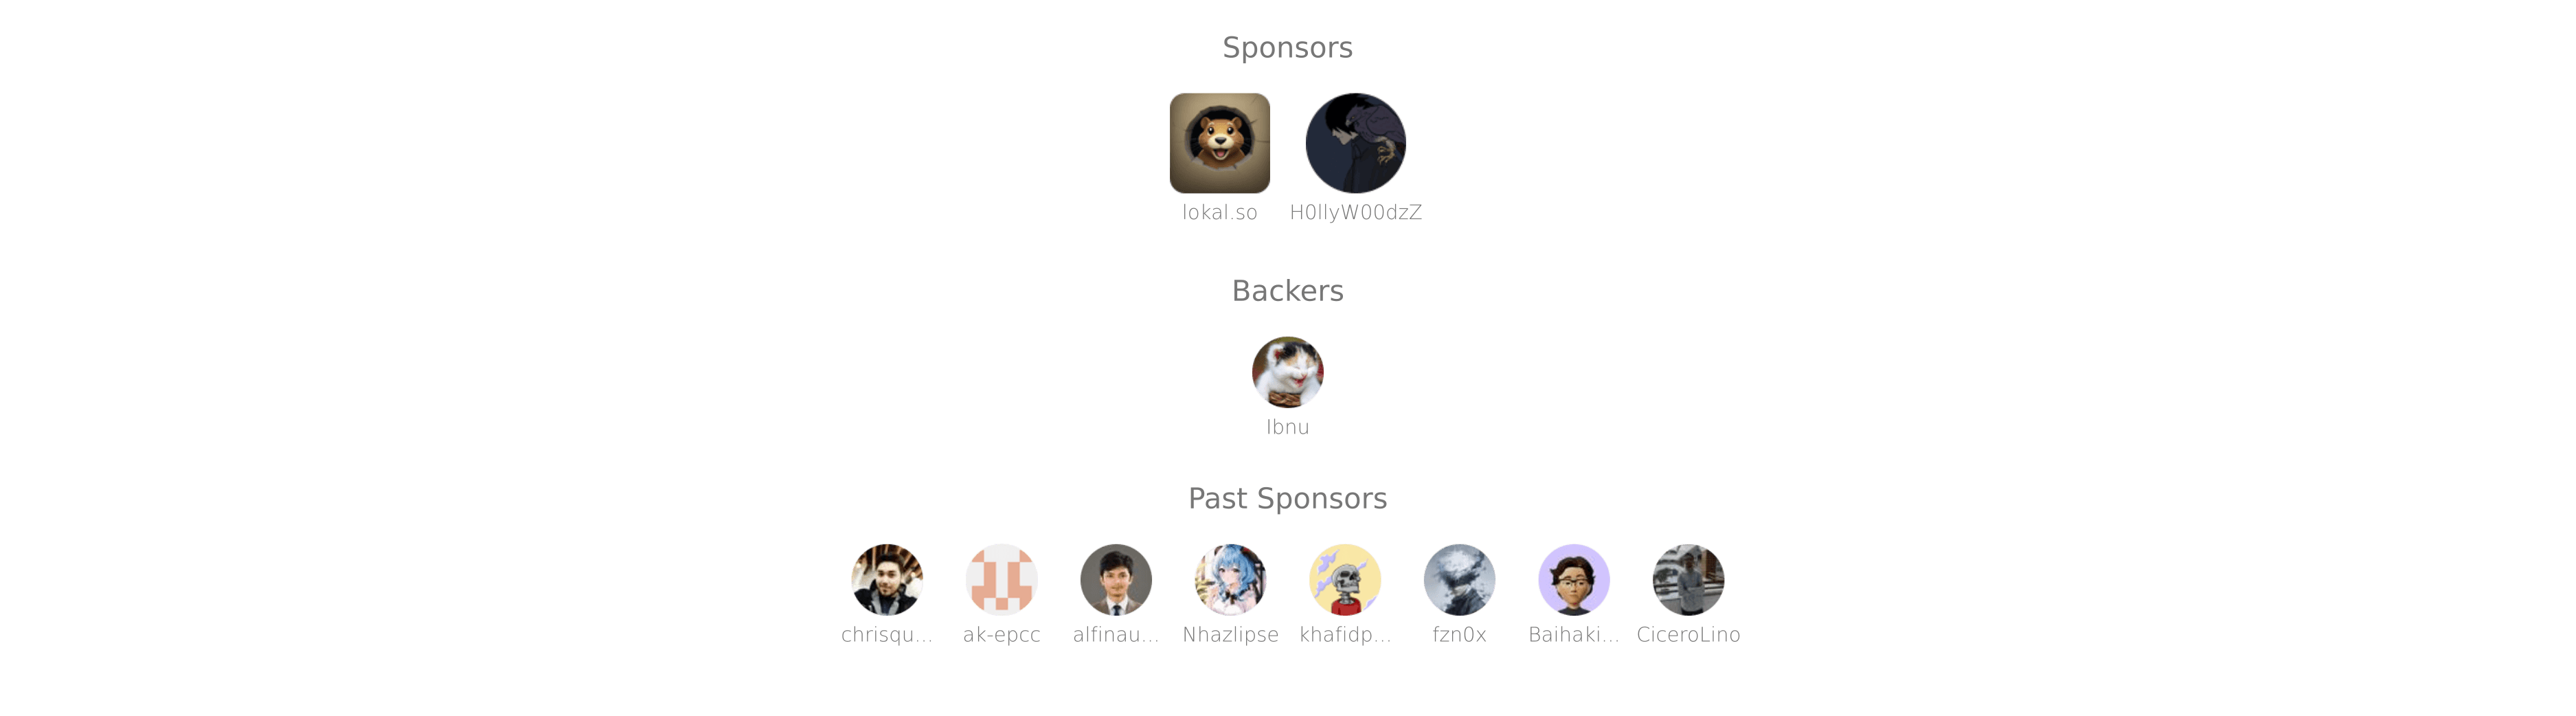 Sponsors
lokal.so H0llyW00dzZ
Backers
Ibnu
Past Sponsors
chrisqu... ak-epcc alfinau... Nhazlipse khafidp... fzn0x Baihaki... CiceroLino